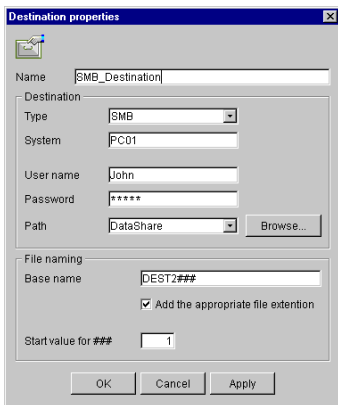 Destination properties
Name SMB_Destination
Destination
Type SMB
System PC01
User name John
Password *****
Path DataShare Browse...
File naming
Base name DEST2###
Add the appropriate file extention
Start value for ### 1
OK Cancel Apply